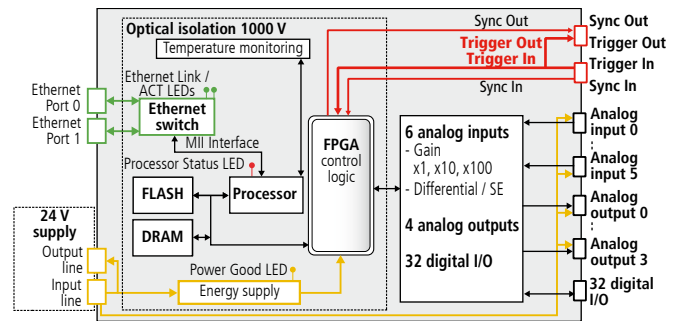 Optical isolation 1000 V
Temperature monitoring
Sync Out
Sync Out
Trigger Out
Trigger Out
Trigger In
Trigger In
Sync In
Sync In
Ethernet Link /
ACT LEDs
Ethernet
Port 0
Ethernet
Port 1
Ethernet
switch
MII Interface
Processor Status LED
FLASH
Processor
DRAM
FPGA
control
logic
6 analog inputs
- Gain
x1, x10, x100
- Differential / SE
4 analog outputs
32 digital I/O
Analog
input 0
Analog
input 5
Analog
output 0
Analog
output 3
32 digital
I/O
24 V
supply
Output
line
Input
line
Power Good LED
Energy supply